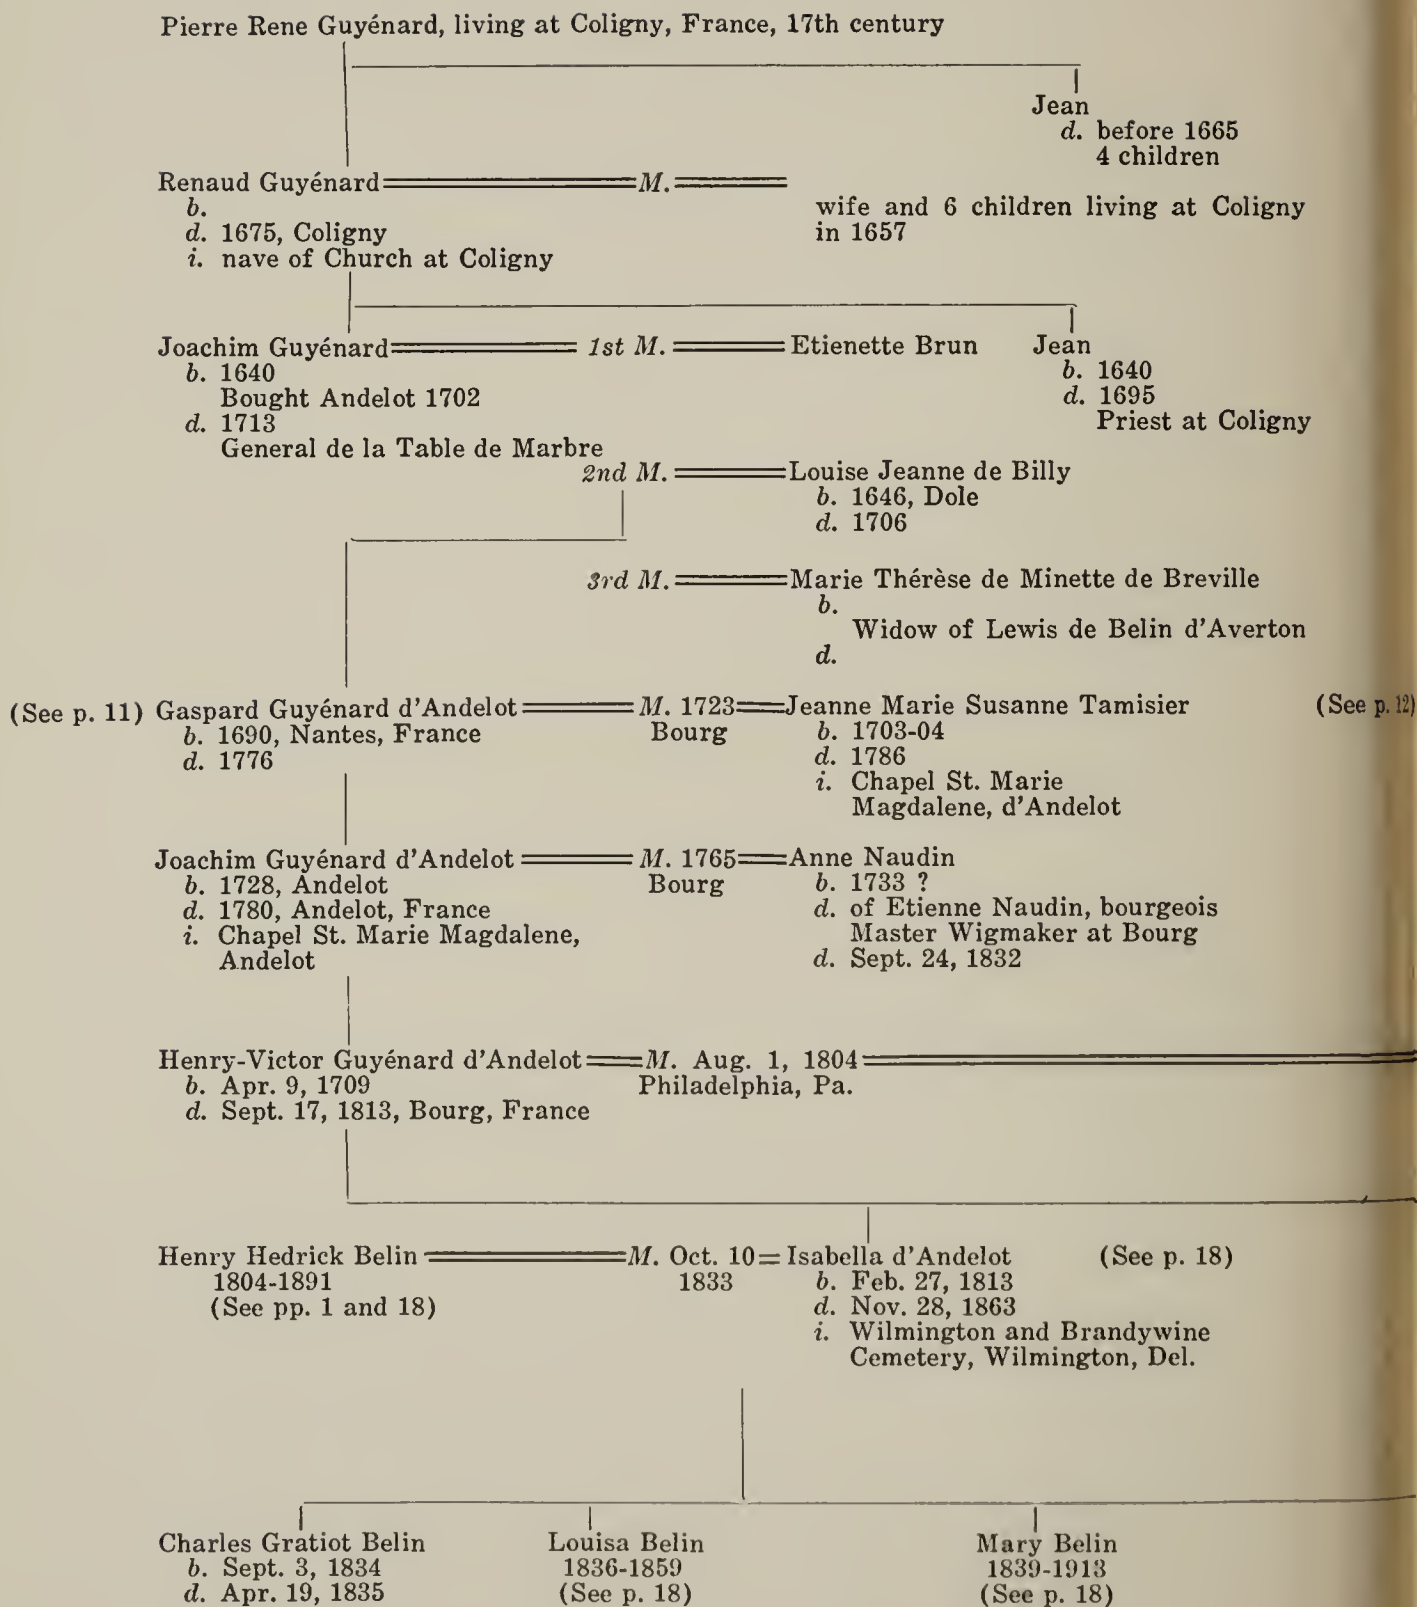 Pierre Rene Guyénard, living at Coligny, France, 17th century
Jean
d. before 1665
4 children
Renaud Guyénard M.
b.
d. 1675, Coligny
i. nave of Church at Coligny
wife and 6 children living at Coligny
in 1657
Joachim Guyénard 1st M. Etienette Brun
b. 1640
Bought Andelot 1702
d. 1713
General de la Table de Marbre
Jean
b. 1640
d. 1695
Priest at Coligny
2nd M. Louise Jeanne de Billy
b. 1646, Dole
d. 1706
3rd M. Marie Thérèse de Minette de Breville
b.
Widow of Lewis de Belin d'Averton
d.
(See p. 11) Gaspard Guyénard d'Andelot M. 1723 Jeanne Marie Susanne Tamisier (See p. 12)
b. 1690, Nantes, France
d. 1776
Bourg
b. 1703-04
d. 1786
i. Chapel St. Marie
Magdalene, d'Andelot
Joachim Guyénard d'Andelot M. 1765 Anne Naudin
b. 1728, Andelot
d. 1780, Andelot, France
i. Chapel St. Marie Magdalene,
Andelot
Bourg
b. 1733 ?
d. of Etienne Naudin, bourgeois
Master Wigmaker at Bourg
d. Sept. 24, 1832
Henry-Victor Guyénard d'Andelot M. Aug. 1, 1804
b. Apr. 9, 1709
d. Sept. 17, 1813, Bourg, France
Philadelphia, Pa.
Henry Hedrick Belin M. Oct. 10 Isabella d'Andelot (See p. 18)
1804-1891
(See pp. 1 and 18)
1833
b. Feb. 27, 1813
d. Nov. 28, 1863
i. Wilmington and Brandywine
Cemetery, Wilmington, Del.
Charles Gratiot Belin
b. Sept. 3, 1834
d. Apr. 19, 1835
Louisa Belin
1836-1859
(See p. 18)
Mary Belin
1839-1913
(See p. 18)